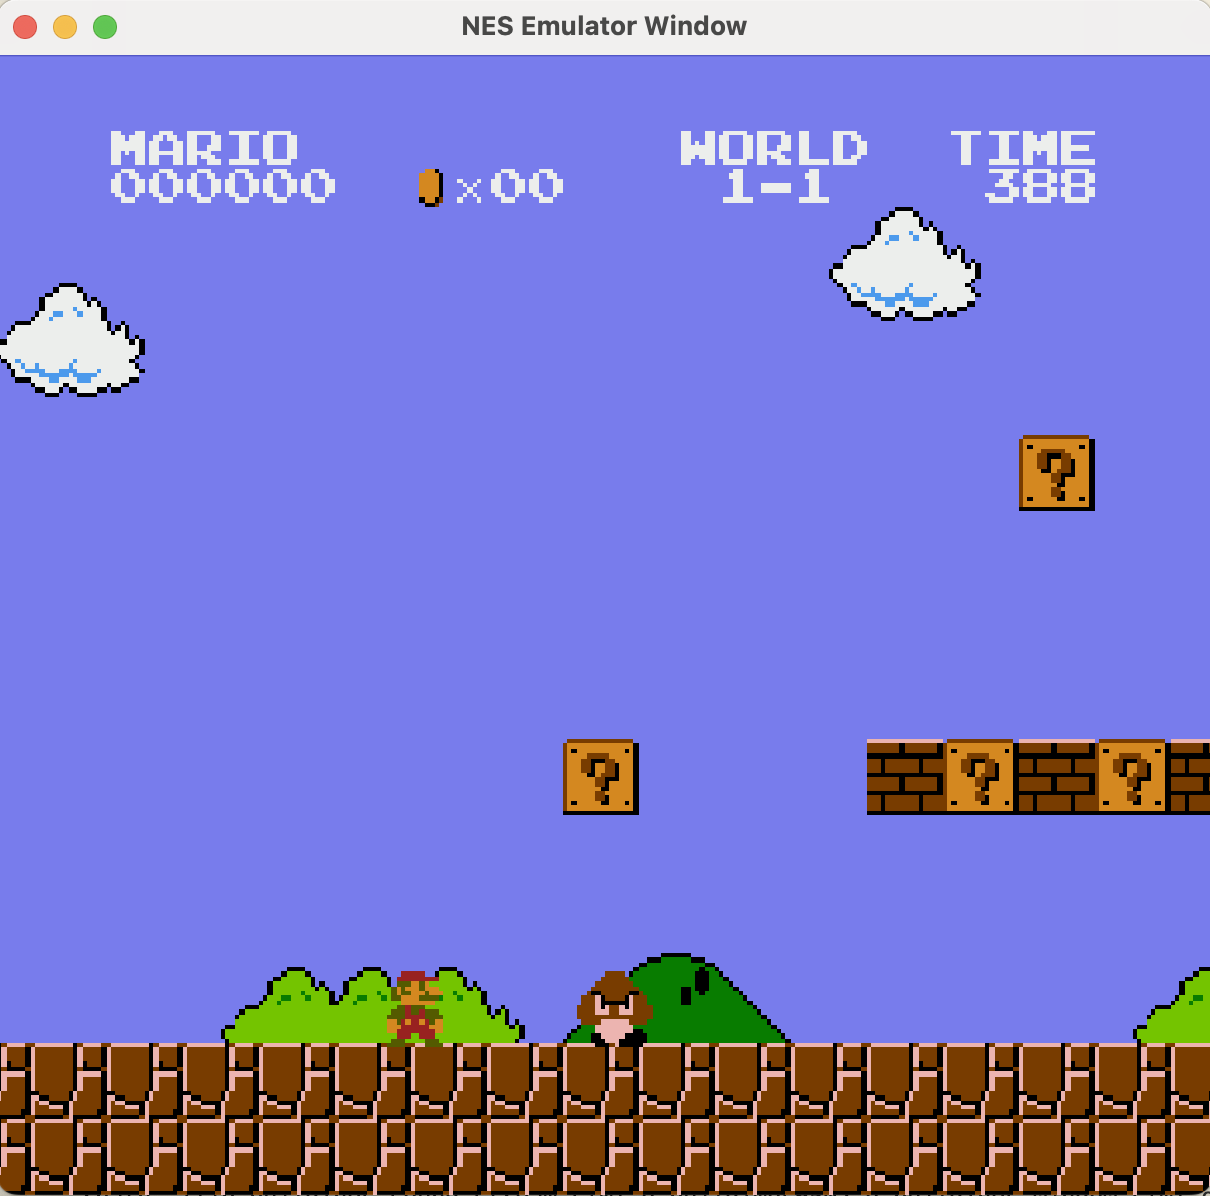 NES Emulator Window
MARIO WORLD TIME
000000 x00 1-1 388
?
? ? ?